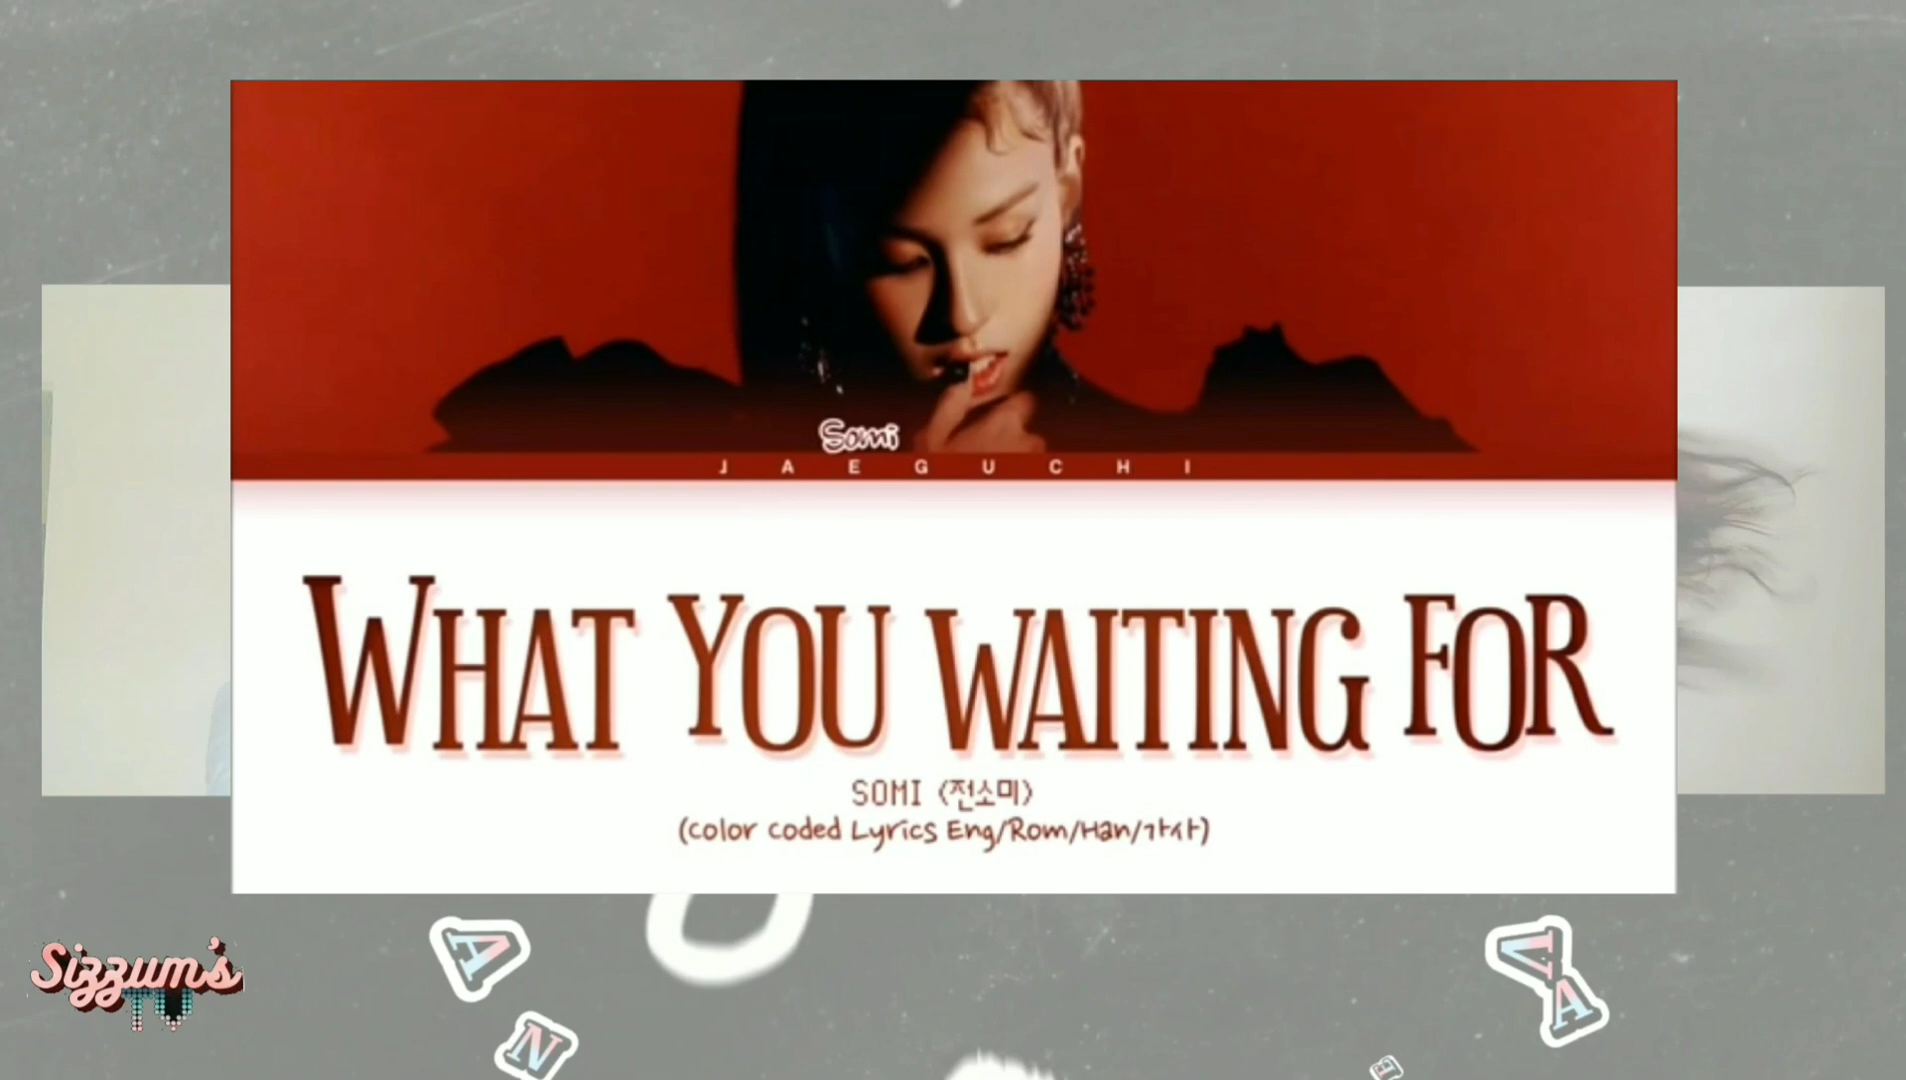 Somi
JAEGUCHI
WHAT YOU WAITING FOR
SOMI (전소미)
(color coded Lyrics Eng/Rom/Han/가사)
Sizzum's
TV
A
N
V
A
B